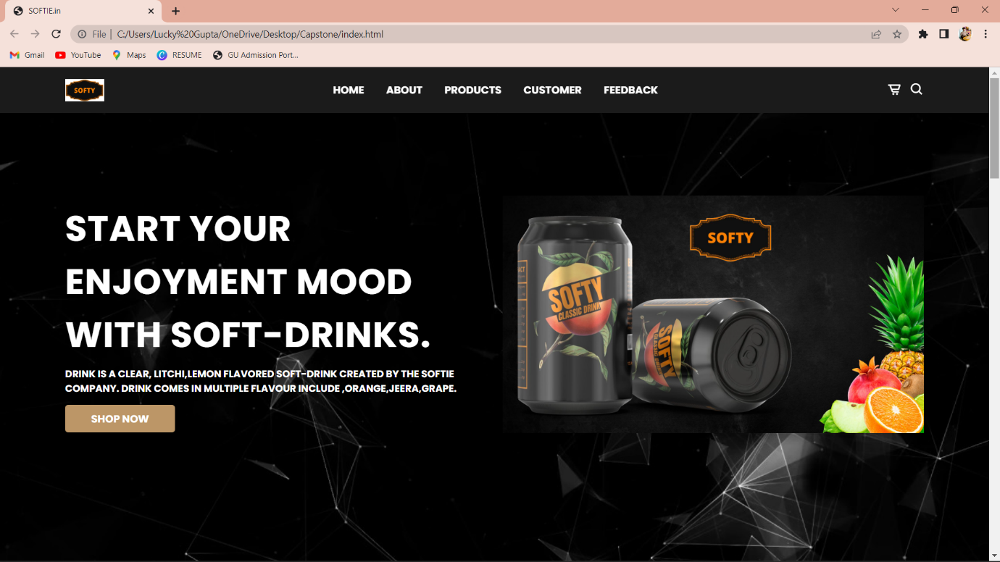 SOFTIE.in
File
C:/Users/Lucky%20Gupta/OneDrive/Desktop/Capstone/index.html
Gmail
YouTube
Maps
RESUME
GU Admission Port...
SOFTY
HOME
ABOUT
PRODUCTS
CUSTOMER
FEEDBACK
START YOUR
ENJOYMENT MOOD
WITH SOFT-DRINKS.
DRINK IS A CLEAR, LITCHI,LEMON FLAVORED SOFT-DRINK CREATED BY THE SOFTIE
COMPANY. DRINK COMES IN MULTIPLE FLAVOUR INCLUDE ,ORANGE,JEERA,GRAPE.
SHOP NOW
SOFTY
SOFTY
CLASSIC DRINK
SOFTY
CLASSIC DRINK